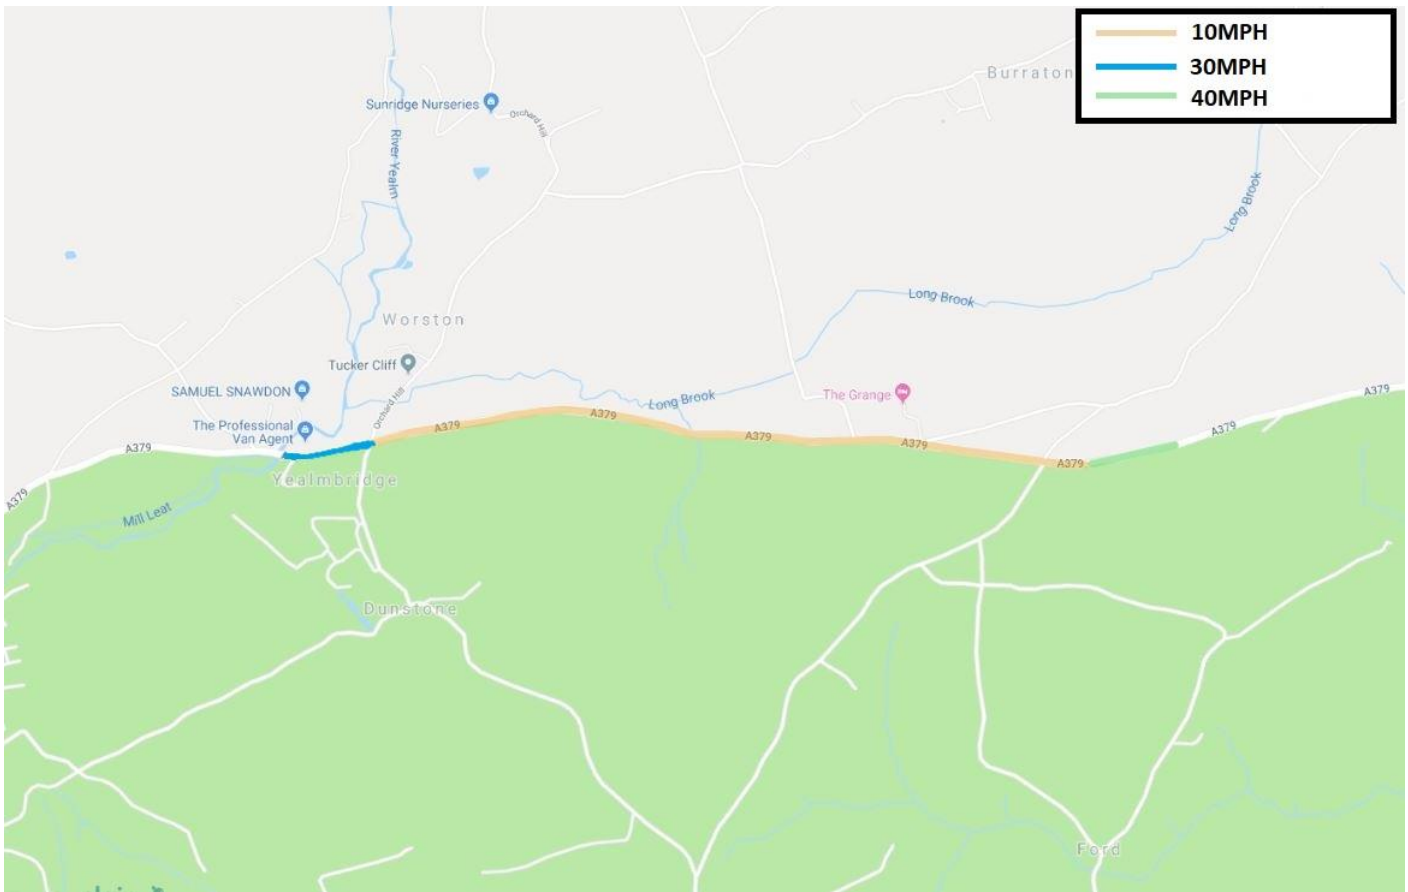 10MPH
30MPH
40MPH
Burraton
Sunridge Nurseries
Orchard Hill
River Yealm
Long Brook
Long Brook
Worston
Tucker Cliff
Orchard Hill
SAMUEL SNAWDON
The Professional
Van Agent
Long Brook
The Grange
A379
A379
A379
A379
A379
A379
A379
A379
A379
Yealmbridge
Mill Leat
Dunstone
Ford